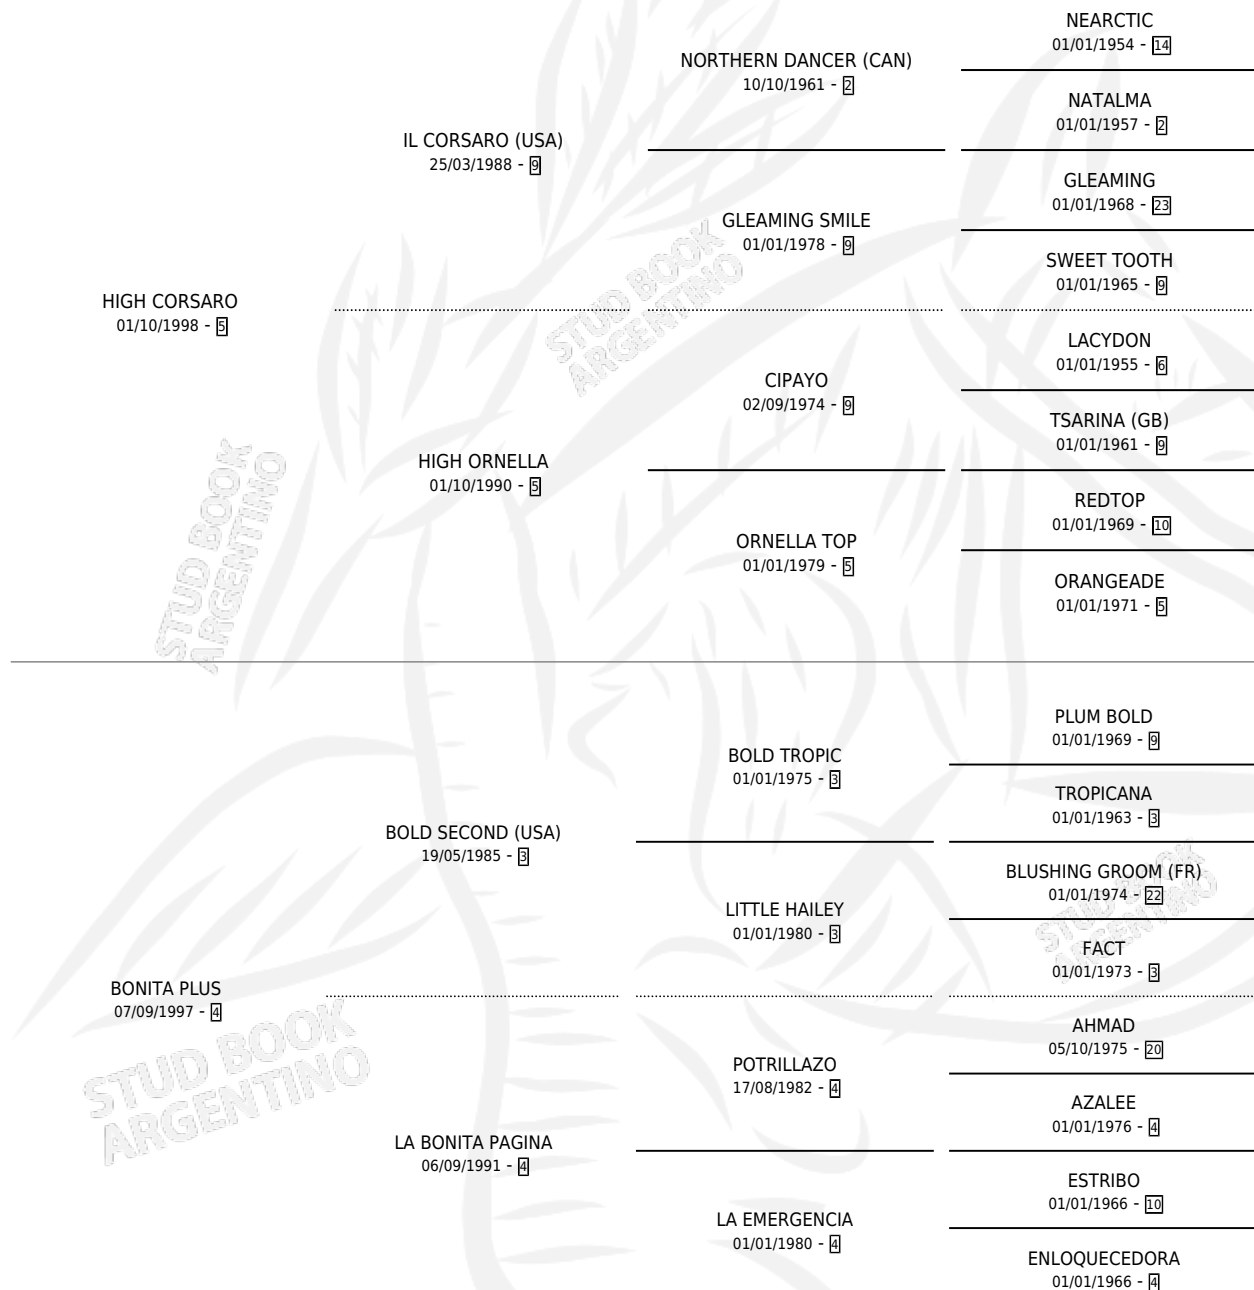 NEARCTIC
01/01/1954 - 14
NORTHERN DANCER (CAN)
10/10/1961 - 2
NATALMA
01/01/1957 - 2
IL CORSARO (USA)
25/03/1988 - 9
GLEAMING
01/01/1968 - 23
GLEAMING SMILE
01/01/1978 - 9
SWEET TOOTH
01/01/1965 - 9
HIGH CORSARO
01/10/1998 - 5
LACYDON
01/01/1955 - 6
CIPAYO
02/09/1974 - 9
TSARINA (GB)
01/01/1961 - 9
HIGH ORNELLA
01/10/1990 - 5
REDTOP
01/01/1969 - 10
ORNELLA TOP
01/01/1979 - 5
ORANGEADE
01/01/1971 - 5
PLUM BOLD
01/01/1969 - 9
BOLD TROPIC
01/01/1975 - 3
TROPICANA
01/01/1963 - 3
BOLD SECOND (USA)
19/05/1985 - 3
BLUSHING GROOM (FR)
01/01/1974 - 22
LITTLE HAILEY
01/01/1980 - 3
FACT
01/01/1973 - 3
BONITA PLUS
07/09/1997 - 4
AHMAD
05/10/1975 - 20
POTRILLAZO
17/08/1982 - 4
AZALEE
01/01/1976 - 4
LA BONITA PAGINA
06/09/1991 - 4
ESTRIBO
01/01/1966 - 10
LA EMERGENCIA
01/01/1980 - 4
ENLOQUECEDORA
01/01/1966 - 4
STUD BOOK
ARGENTINO
STUD BOOK
ARGENTINO
STUD BOOK
ARGENTINO
STUD BOOK
ARGENTINO